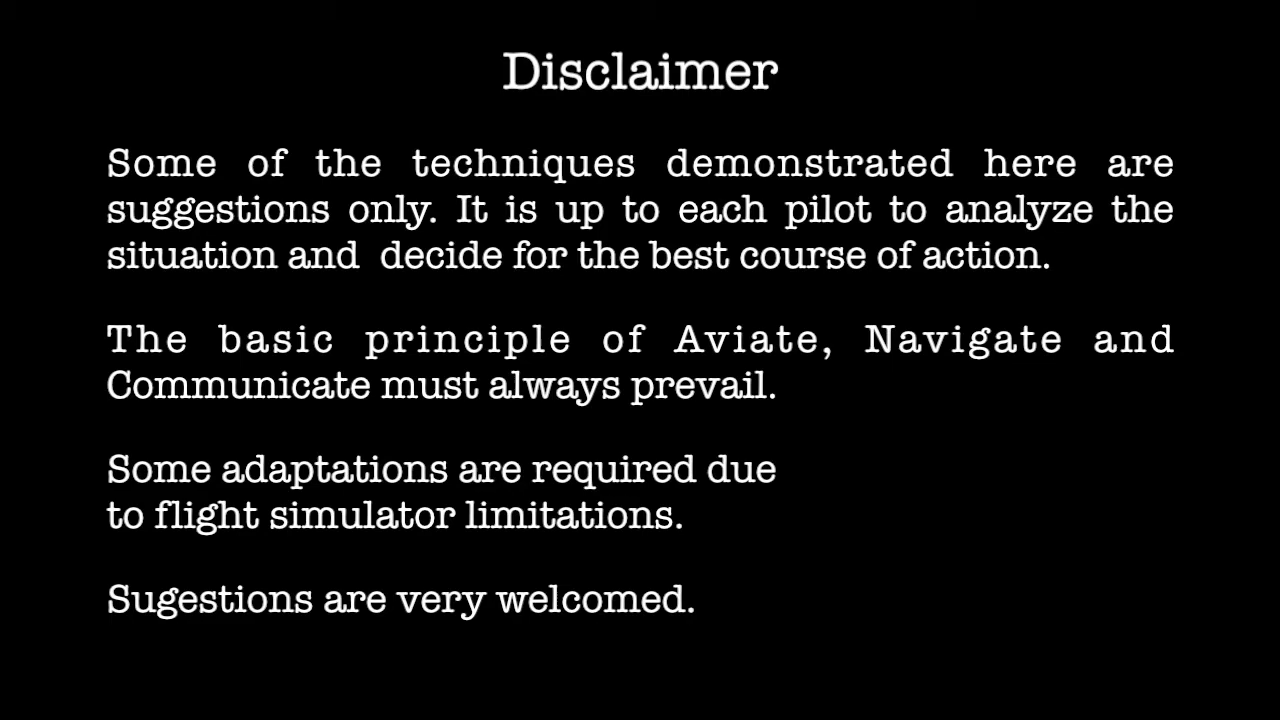 Disclaimer
Some of the techniques demonstrated here are
suggestions only. It is up to each pilot to analyze the
situation and  decide for the best course of action.
The basic principle of Aviate, Navigate and
Communicate must always prevail.
Some adaptations are required due
to flight simulator limitations.
Sugestions are very welcomed.